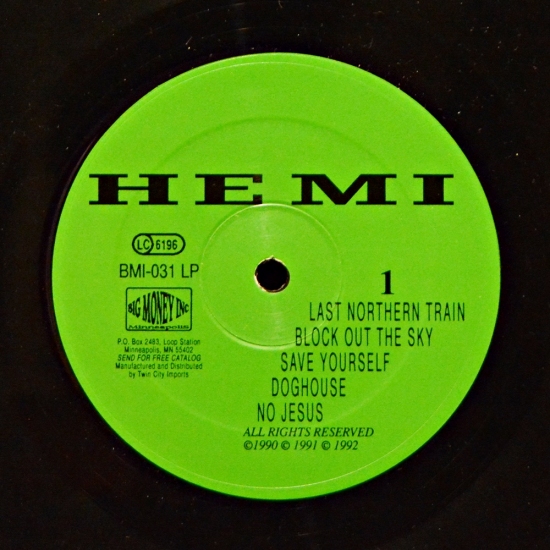 HEMI
LC 6196
BMI-031 LP
BIG MONEY INC
Minneapolis
P.O. Box 2483, Loop Station
Minneapolis, MN 55402
SEND FOR FREE CATALOG
Manufactured and Distributed
by Twin City Imports
1
LAST NORTHERN TRAIN
BLOCK OUT THE SKY
SAVE YOURSELF
DOGHOUSE
NO JESUS
ALL RIGHTS RESERVED
©1990 © 1991 © 1992